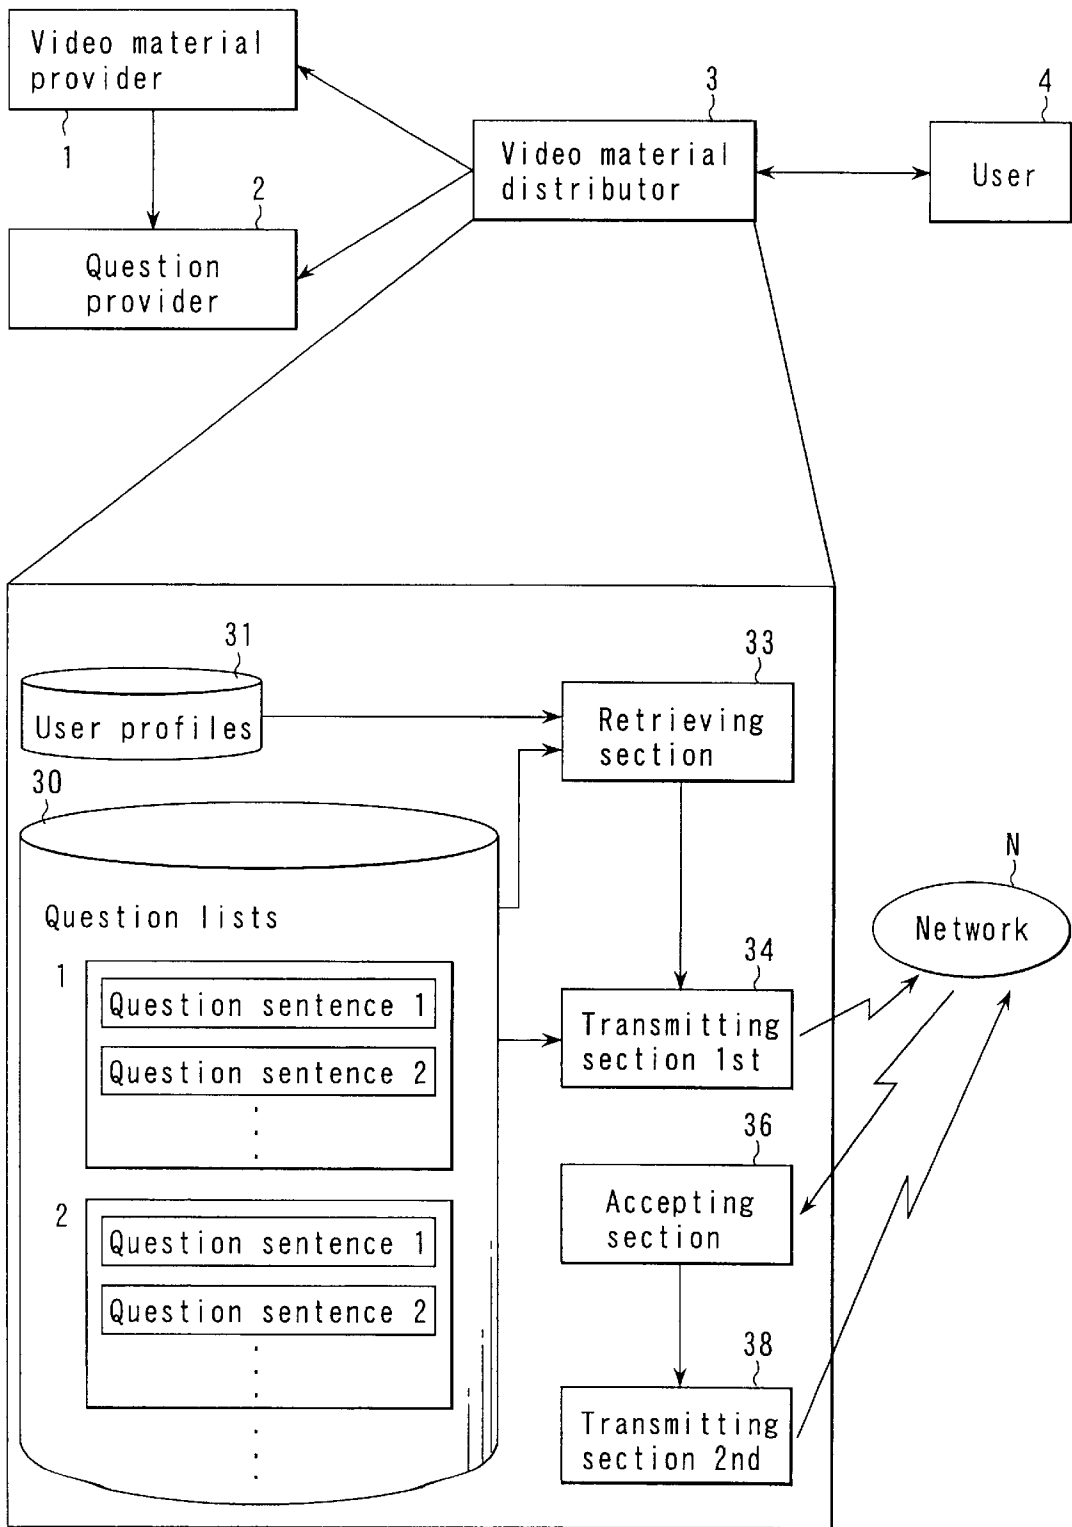 Video material
provider
1
2
Question
provider
3
Video material
distributor
4
User
31
User profiles
33
Retrieving
section
30
Question lists
1
Question sentence 1
Question sentence 2
2
Question sentence 1
Question sentence 2
34
Transmitting
section 1st
36
Accepting
section
38
Transmitting
section 2nd
N
Network